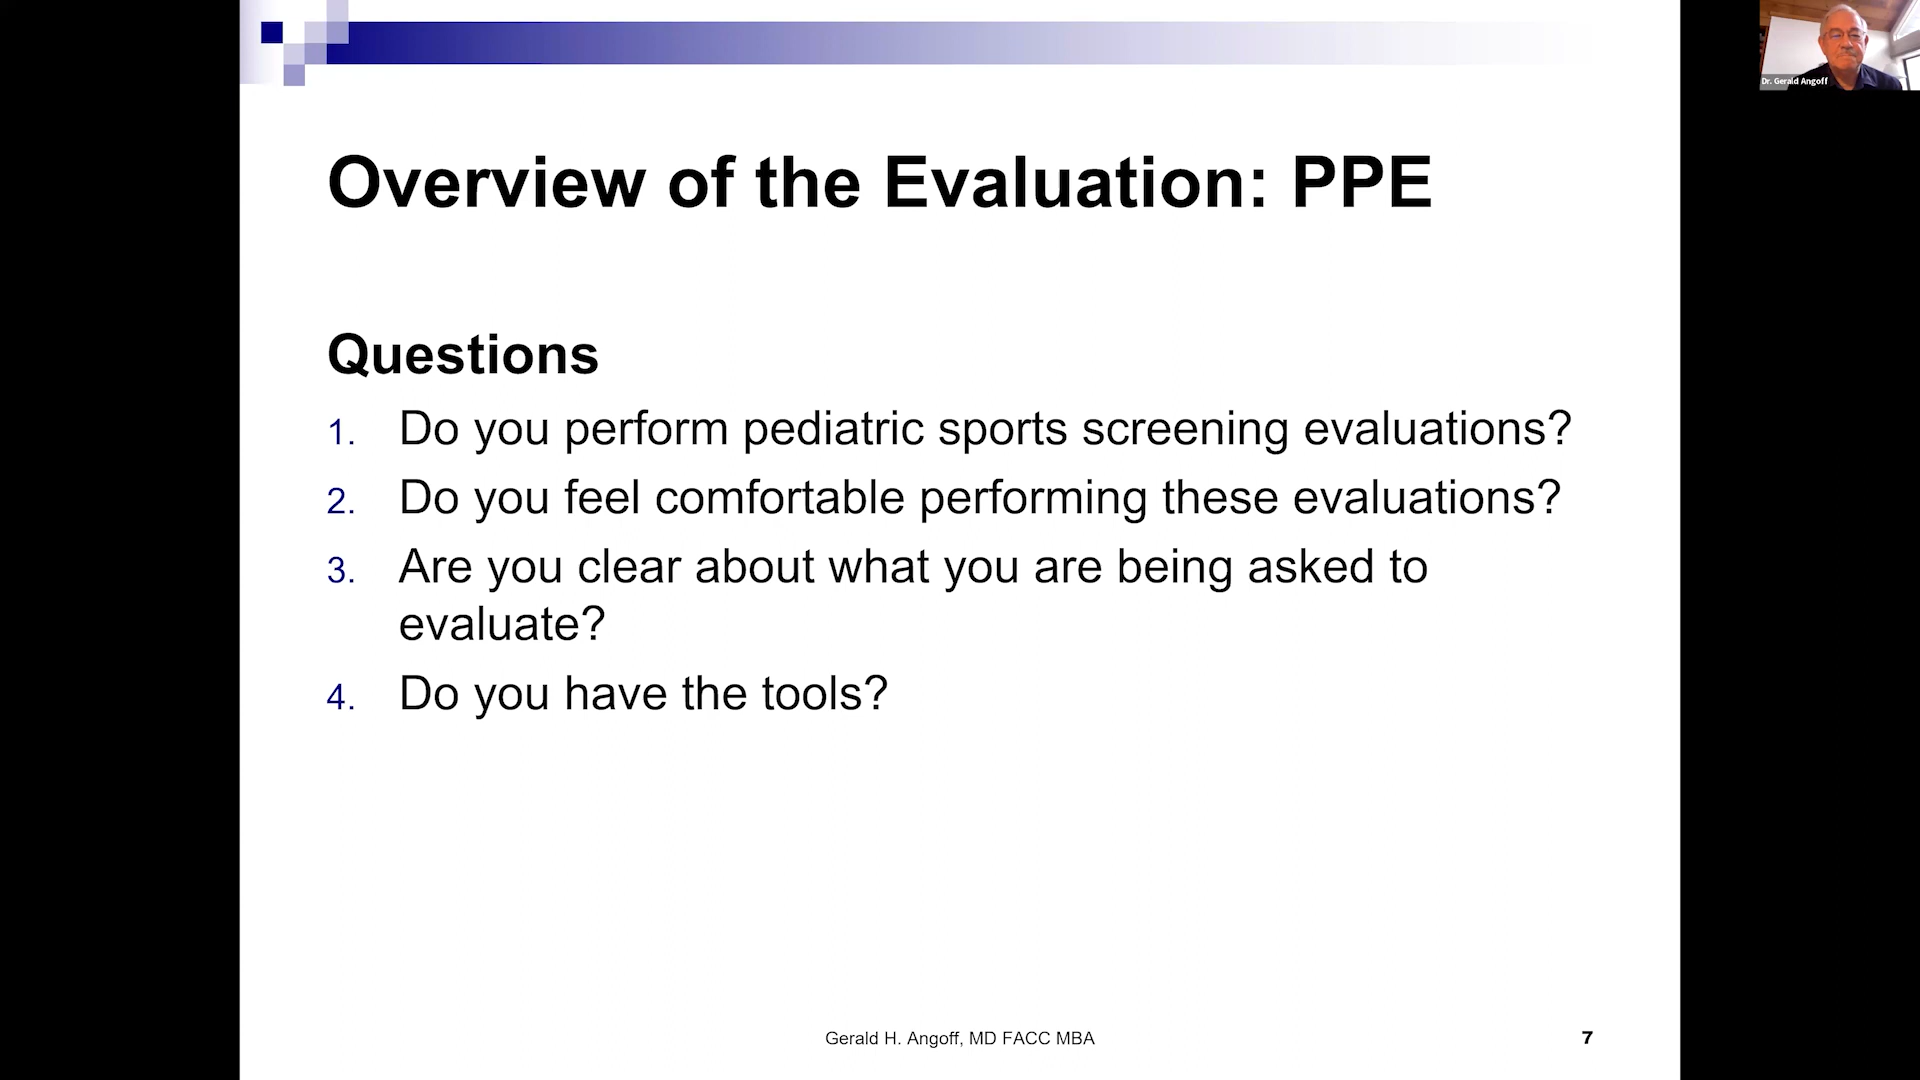 Dr. Gerald Angoff
Overview of the Evaluation: PPE
Questions
1. Do you perform pediatric sports screening evaluations?
2. Do you feel comfortable performing these evaluations?
3. Are you clear about what you are being asked to
evaluate?
4. Do you have the tools?
Gerald H. Angoff, MD FACC MBA
7